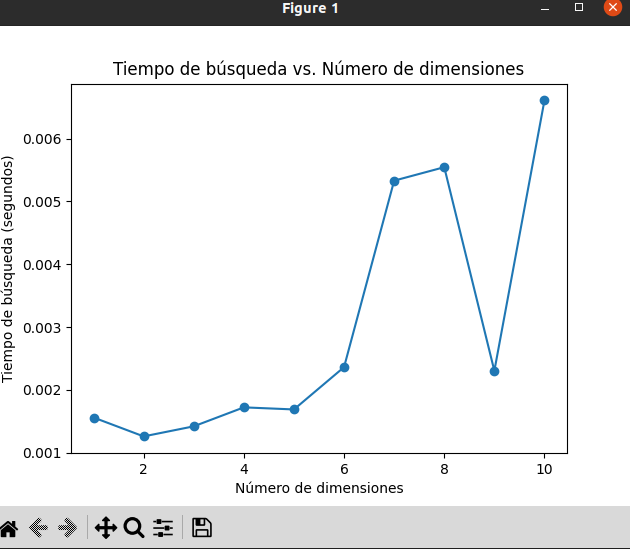 Figure 1
Tiempo de búsqueda vs. Número de dimensiones
Tiempo de búsqueda (segundos)
0.006
0.005
0.004
0.003
0.002
0.001
2 4 6 8 10
Número de dimensiones